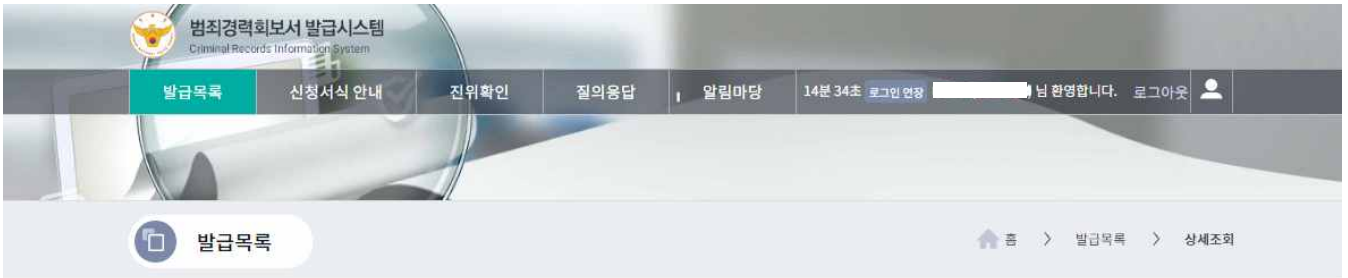 범죄경력회보서 발급시스템
Criminal Records Information System
발급목록 신청서식 안내 진위확인 질의응답 알림마당 14분 34초 로그인 연장 님 환영합니다. 로그아웃
발급목록
홈 > 발급목록 > 상세조회